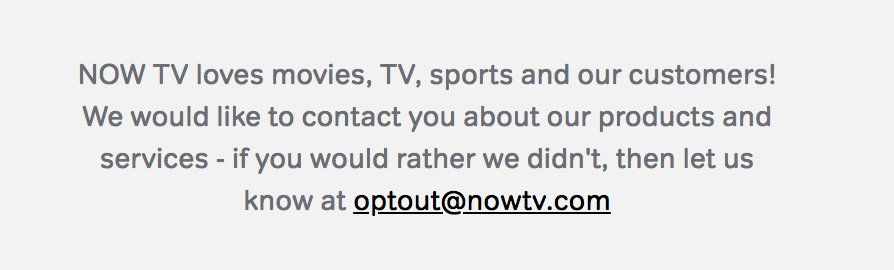 NOW TV loves movies, TV, sports and our customers!
We would like to contact you about our products and
services - if you would rather we didn't, then let us
know at optout@nowtv.com